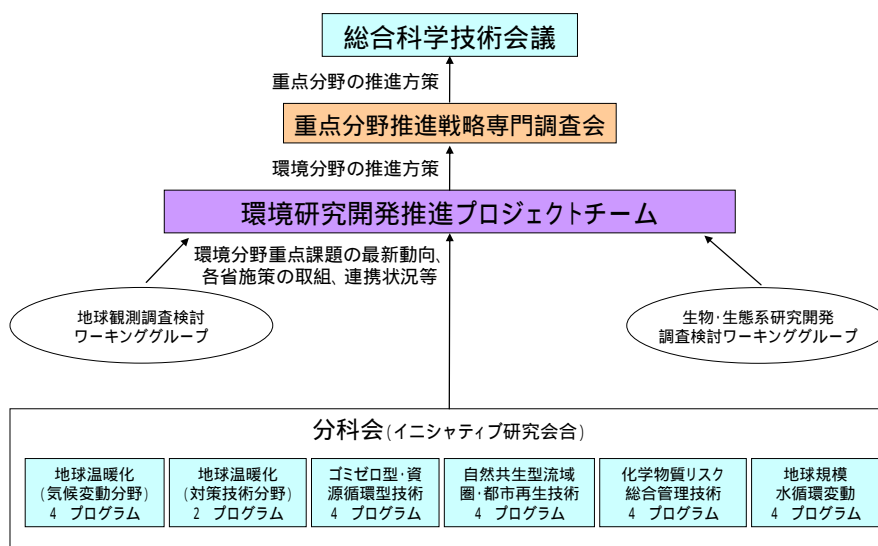 総合科学技術会議
重点分野の推進方策
重点分野推進戦略専門調査会
環境分野の推進方策
環境研究開発推進プロジェクトチーム
環境分野重点課題の最新動向、
各省施策の取組、連携状況等
地球観測調査検討
ワーキンググループ
生物・生態系研究開発
調査検討ワーキンググループ
分科会(イニシャティブ研究会合)
地球温暖化
(気候変動分野)
4 プログラム
地球温暖化
(対策技術分野)
2 プログラム
ゴミゼロ型・資
源循環型技術
4 プログラム
自然共生型流域
圏・都市再生技術
4 プログラム
化学物質リスク
総合管理技術
4 プログラム
地球規模
水循環変動
4 プログラム